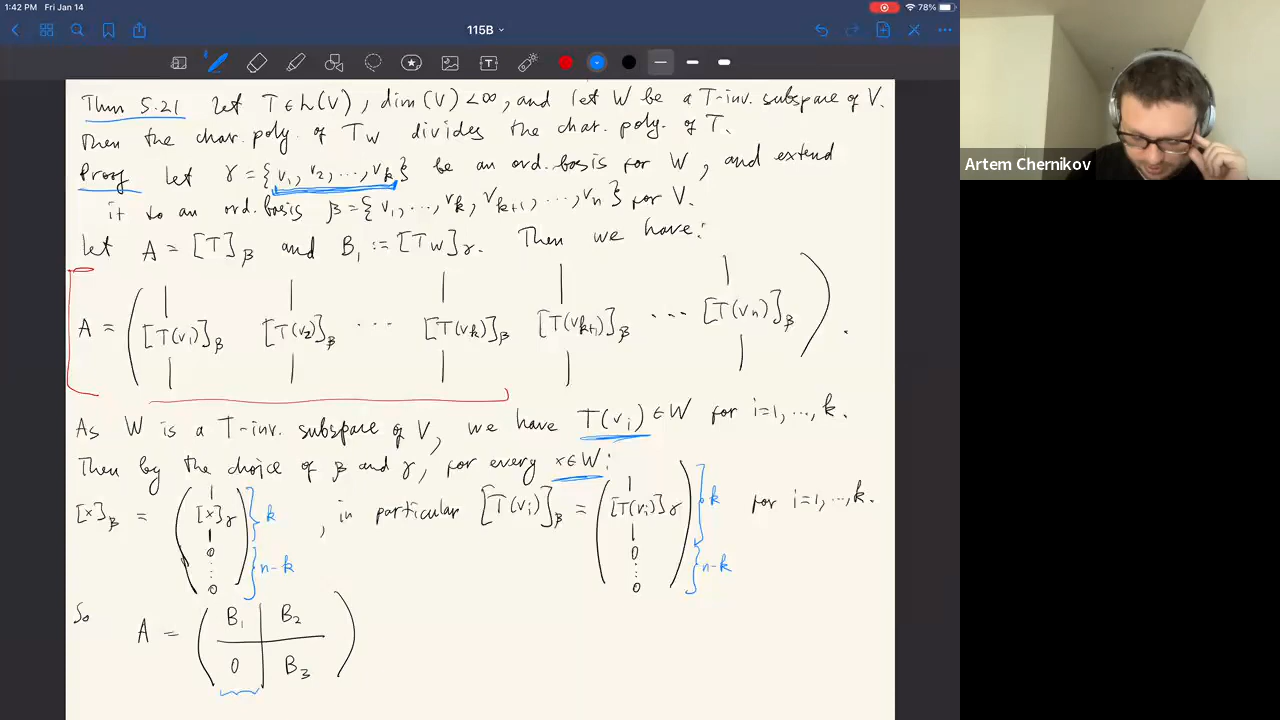 1:42 PM Fri Jan 14
78%
115B
Artem Chernikov
Thm 5.21 Let T ∈ L(V), dim(V) < ∞, and let W be a T-inv. subspace of V.
Then the char. poly. of T_W divides the char. poly. of T.
Proof Let γ = {v_1, v_2, ..., v_k} be an ord. basis for W, and extend
it to an ord. basis β = {v_1, ..., v_k, v_{k+1}, ..., v_n} for V.
Let A = [T]_β and B_1 := [T_W]_γ. Then we have:
A = ( [T(v_1)]_β [T(v_2)]_β ... [T(v_k)]_β [T(v_{k+1})]_β ... [T(v_n)]_β ).
As W is a T-inv. subspace of V, we have T(v_i) ∈ W for i=1, ..., k.
Then by the choice of β and γ, for every x ∈ W:
[x]_β = ( [x]_γ 0 ⋮ 0 ) } k } n-k , in particular [T(v_i)]_β = ( [T(v_i)]_γ 0 ⋮ 0 ) } k } n-k for i=1, ..., k.
So
A = ( B_1 | B_2
0 | B_3 )